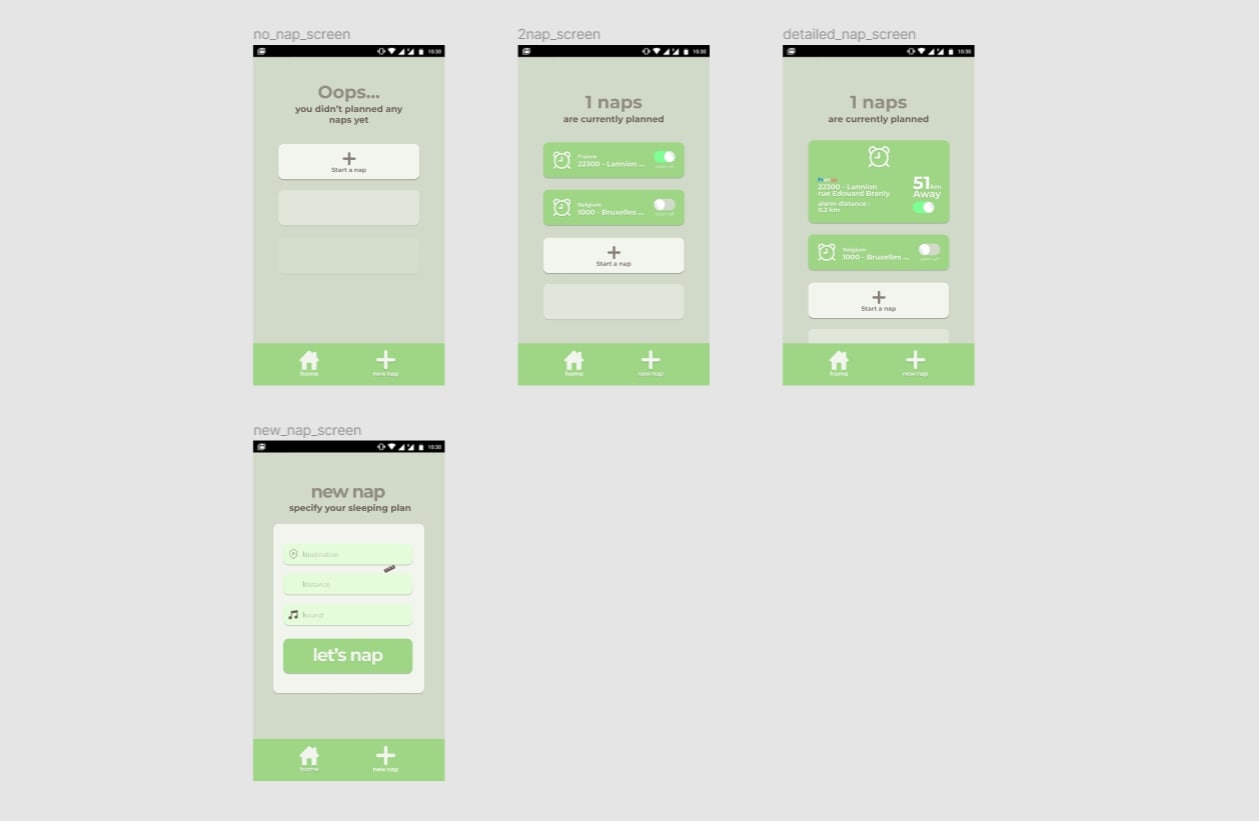 no_nap_screen
10:30
Oops...
you didn't planned any
naps yet
Start a nap
home
new nap
2nap_screen
10:30
1 naps
are currently planned
France
22300 - Lannion ...
Belgium
1000 - Bruxelles ...
Start a nap
home
new nap
detailed_nap_screen
10:30
1 naps
are currently planned
22300 - Lannion
rue Edouard Branly
alarm distance :
0.2 km
51 km
Away
Belgium
1000 - Bruxelles ...
Start a nap
home
new nap
new_nap_screen
10:30
new nap
specify your sleeping plan
destination
distance
sound
let's nap
home
new nap